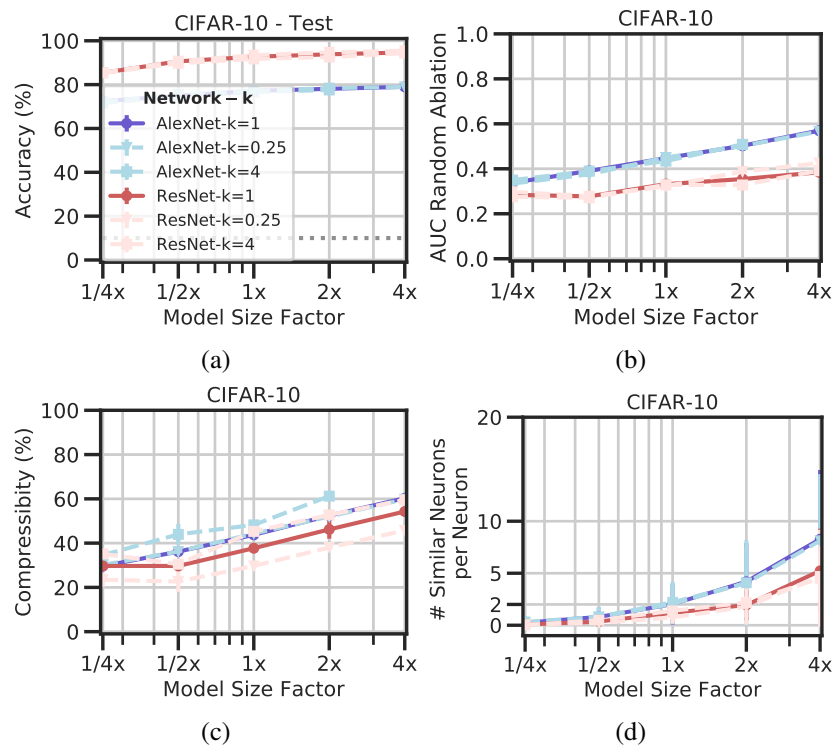 CIFAR-10 - Test
100
80
60
40
20
0
Accuracy (%)
Network – k
AlexNet-k=1
AlexNet-k=0.25
AlexNet-k=4
ResNet-k=1
ResNet-k=0.25
ResNet-k=4
1/4x 1/2x 1x 2x 4x
Model Size Factor
(a)
CIFAR-10
1.0
0.8
0.6
0.4
0.2
0.0
AUC Random Ablation
1/4x 1/2x 1x 2x 4x
Model Size Factor
(b)
CIFAR-10
100
80
60
40
20
0
Compressibity (%)
1/4x 1/2x 1x 2x 4x
Model Size Factor
(c)
CIFAR-10
20
10
5
2
0
# Similar Neurons
per Neuron
1/4x 1/2x 1x 2x 4x
Model Size Factor
(d)